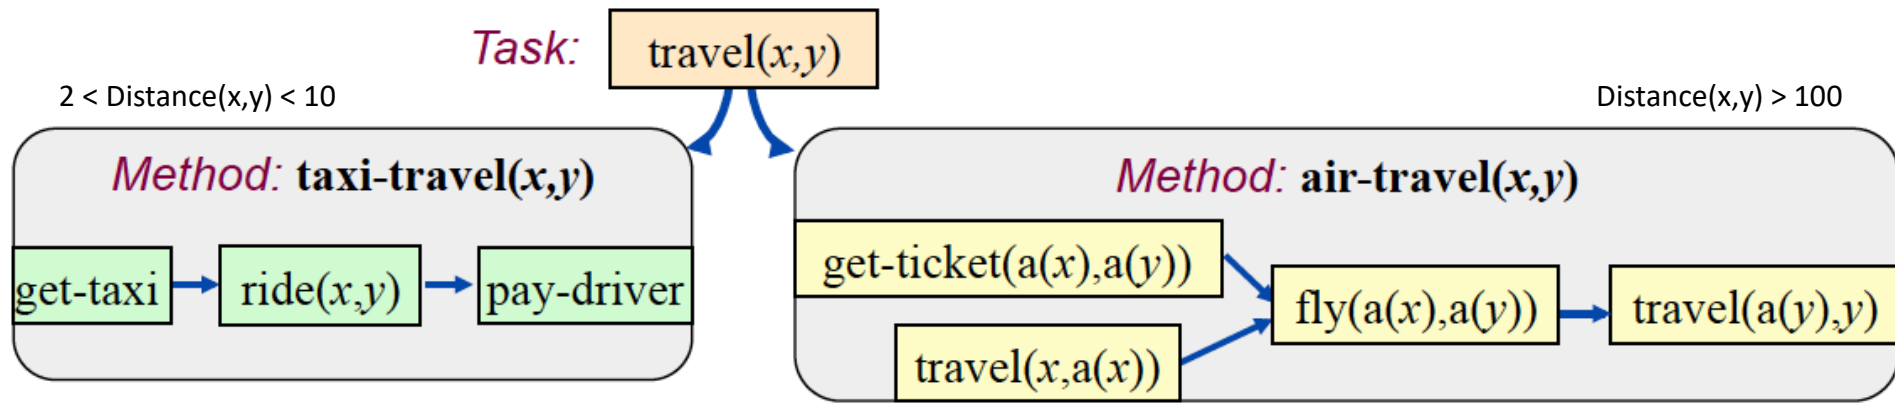 Task: travel(x,y)
2 < Distance(x,y) < 10
Distance(x,y) > 100
Method: taxi-travel(x,y)
get-taxi
ride(x,y)
pay-driver
Method: air-travel(x,y)
get-ticket(a(x),a(y))
travel(x,a(x))
fly(a(x),a(y))
travel(a(y),y)